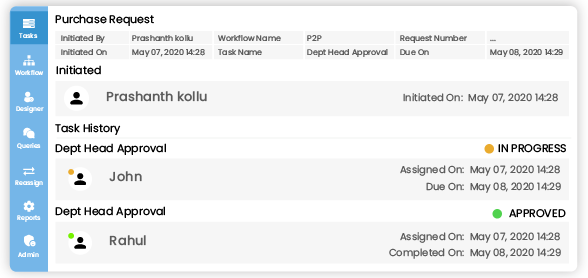 Tasks
Workflow
Designer
Queries
Reassign
Reports
Admin
Purchase Request
Initiated By Prashanth kollu Workflow Name P2P Request Number ...
Initiated On May 07, 2020 14:28 Task Name Dept Head Approval Due On May 08, 2020 14:29
Initiated
Prashanth kollu Initiated On: May 07, 2020 14:28
Task History
Dept Head Approval IN PROGRESS
John Assigned On: May 07, 2020 14:28
Due On: May 08, 2020 14:29
Dept Head Approval APPROVED
Rahul Assigned On: May 07, 2020 14:28
Completed On: May 08, 2020 14:29